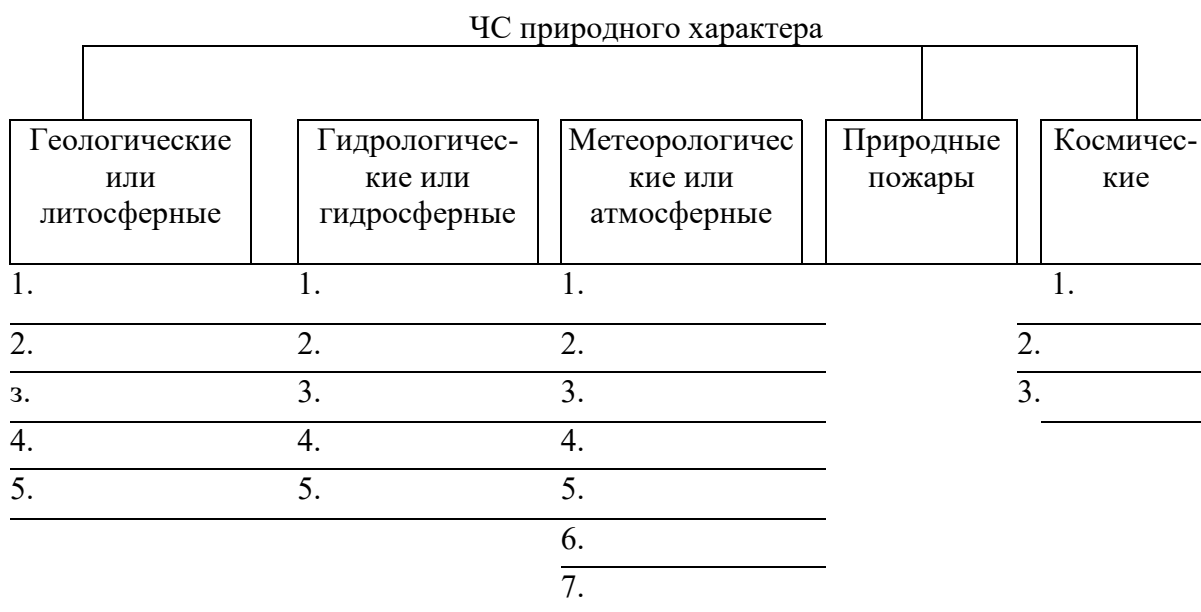 ЧС природного характера
Геологические
или
литосферные
Гидрологичес-
кие или
гидросферные
Метеорологичес
кие или
атмосферные
Природные
пожары
Космичес-
кие
1. 1. 1. 1.
2. 2. 2. 2.
з. 3. 3. 3.
4. 4. 4.
5. 5. 5.
6.
7.